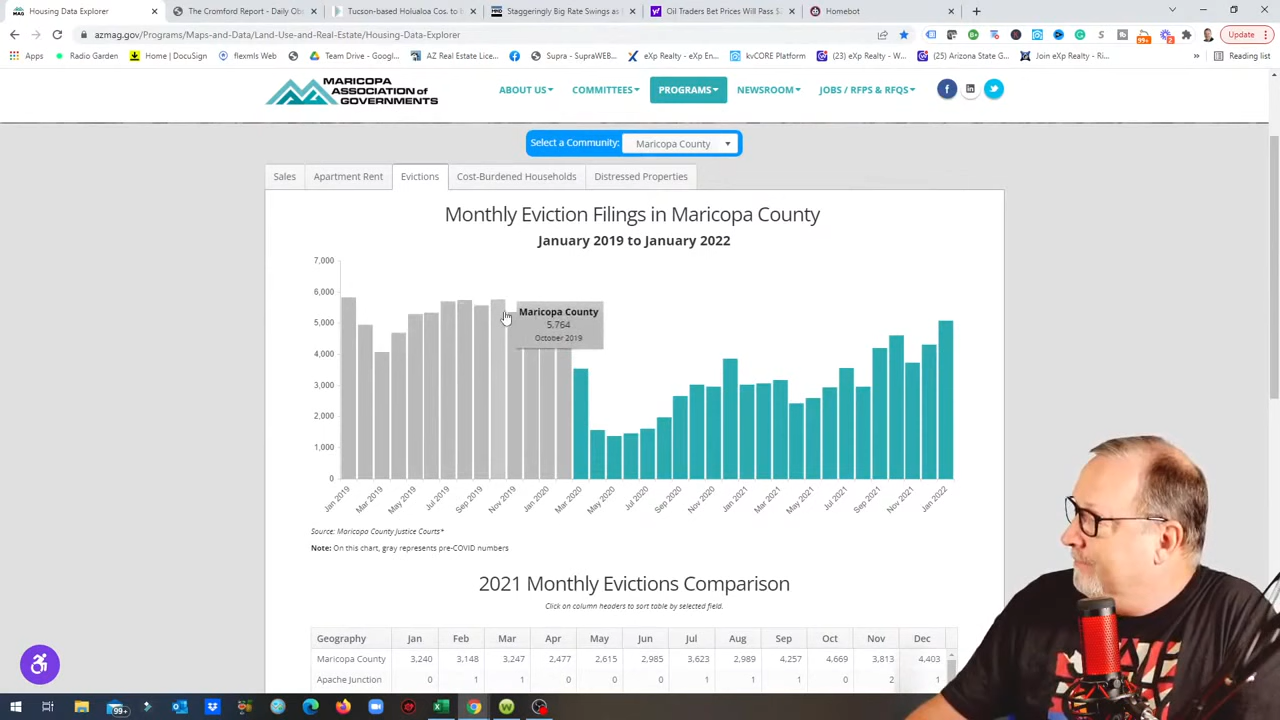 Housing Data Explorer
The Cromford Report - Daily Obs
Tucson-based Holualoa Cos. to B
Staggeringly Big Rate Swings as
Oil Traders Bet Prices Will Pass $
Homebot
azmag.gov/Programs/Maps-and-Data/Land-Use-and-Real-Estate/Housing-Data-Explorer
Update
Apps
Radio Garden
Home | DocuSign
flexmls Web
Team Drive - Googl...
AZ Real Estate Lice...
Supra - SupraWEB...
eXp Realty - eXp En...
kvCORE Platform
(23) eXp Realty - W...
(25) Arizona State G...
Join eXp Realty - Ri...
Reading list
MARICOPA
ASSOCIATION of
GOVERNMENTS
ABOUT US
COMMITTEES
PROGRAMS
NEWSROOM
JOBS / RFPS & RFQS
Select a Community:
Maricopa County
Sales
Apartment Rent
Evictions
Cost-Burdened Households
Distressed Properties
Monthly Eviction Filings in Maricopa County
January 2019 to January 2022
7,000
6,000
5,000
4,000
3,000
2,000
1,000
0
Maricopa County
5,764
October 2019
Jan 2019
Mar 2019
May 2019
Jul 2019
Sep 2019
Nov 2019
Jan 2020
Mar 2020
May 2020
Jul 2020
Sep 2020
Nov 2020
Jan 2021
Mar 2021
May 2021
Jul 2021
Sep 2021
Nov 2021
Jan 2022
Source: Maricopa County Justice Courts*
Note: On this chart, gray represents pre-COVID numbers
2021 Monthly Evictions Comparison
Click on column headers to sort table by selected field.
Geography Jan Feb Mar Apr May Jun Jul Aug Sep Oct Nov Dec
Maricopa County 3,240 3,148 3,247 2,477 2,615 2,985 3,623 2,989 4,257 4,669 3,813 4,403
Apache Junction 0 1 1 0 0 0 1 1 1 0 2 1
99+